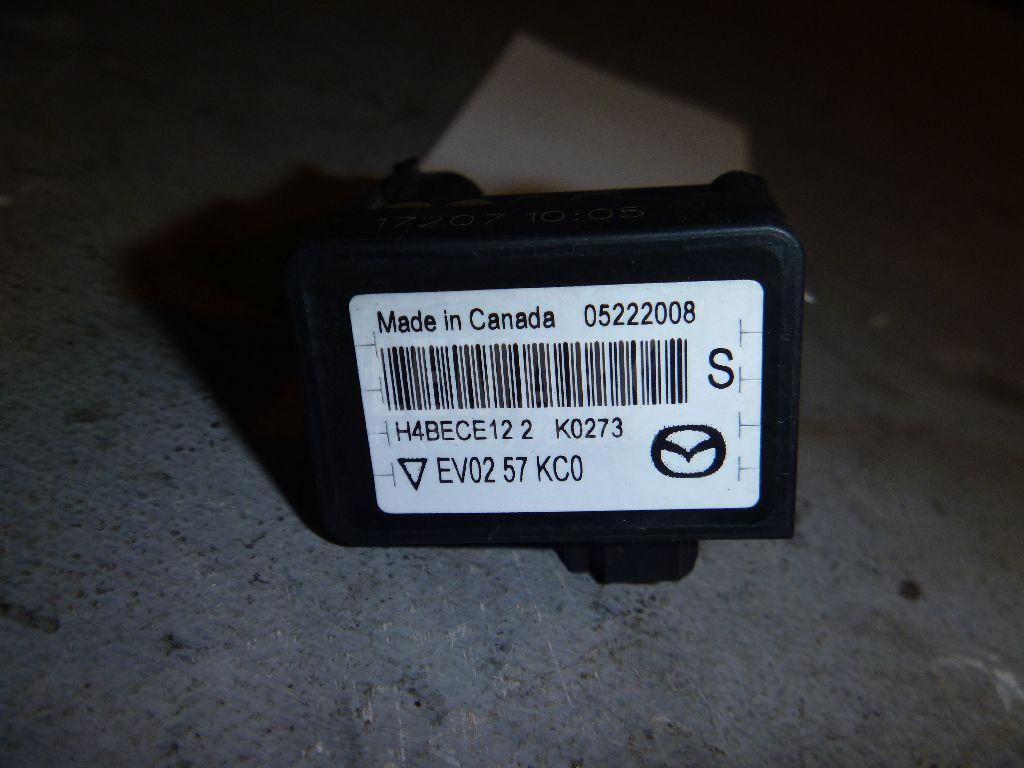 17207 10:05
Made in Canada 05222008
S
H4BECE12 2 K0273
EV02 57 KC0